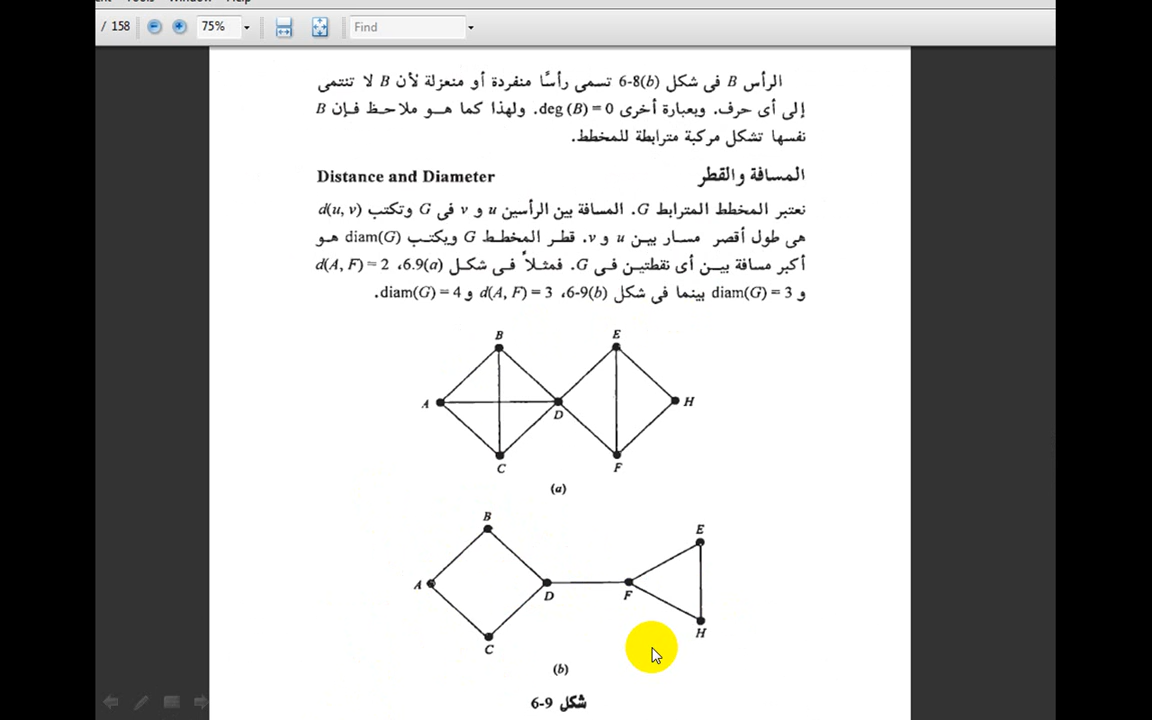 / 158
75%
Find
الرأس B فى شكل 6-8(b) تسمى رأسًا منفردة أو منعزلة لأن B لا تنتمى
إلى أى حرف. وبعبارة أخرى deg (B) = 0. ولهذا كما هو ملاحظ فإن B
نفسها تشكل مركبة مترابطة للمخطط.
المسافة والقطر Distance and Diameter
نعتبر المخطط المترابط G. المسافة بين الرأسين u و v فى G وتكتب d(u, v)
هى طول أقصر مسار بين u و v. قطر المخطط G ويكتب diam(G) هو
أكبر مسافة بين أى نقطتين فى G. فمثلاً فى شكل 6.9(a)، d(A, F) = 2
و diam(G) = 3 بينما فى شكل 6-9(b)، d(A, F) = 3 و diam(G) = 4.
B
E
A
D
H
C
F
(a)
B
E
A
D
F
C
H
(b)
شكل 6-9